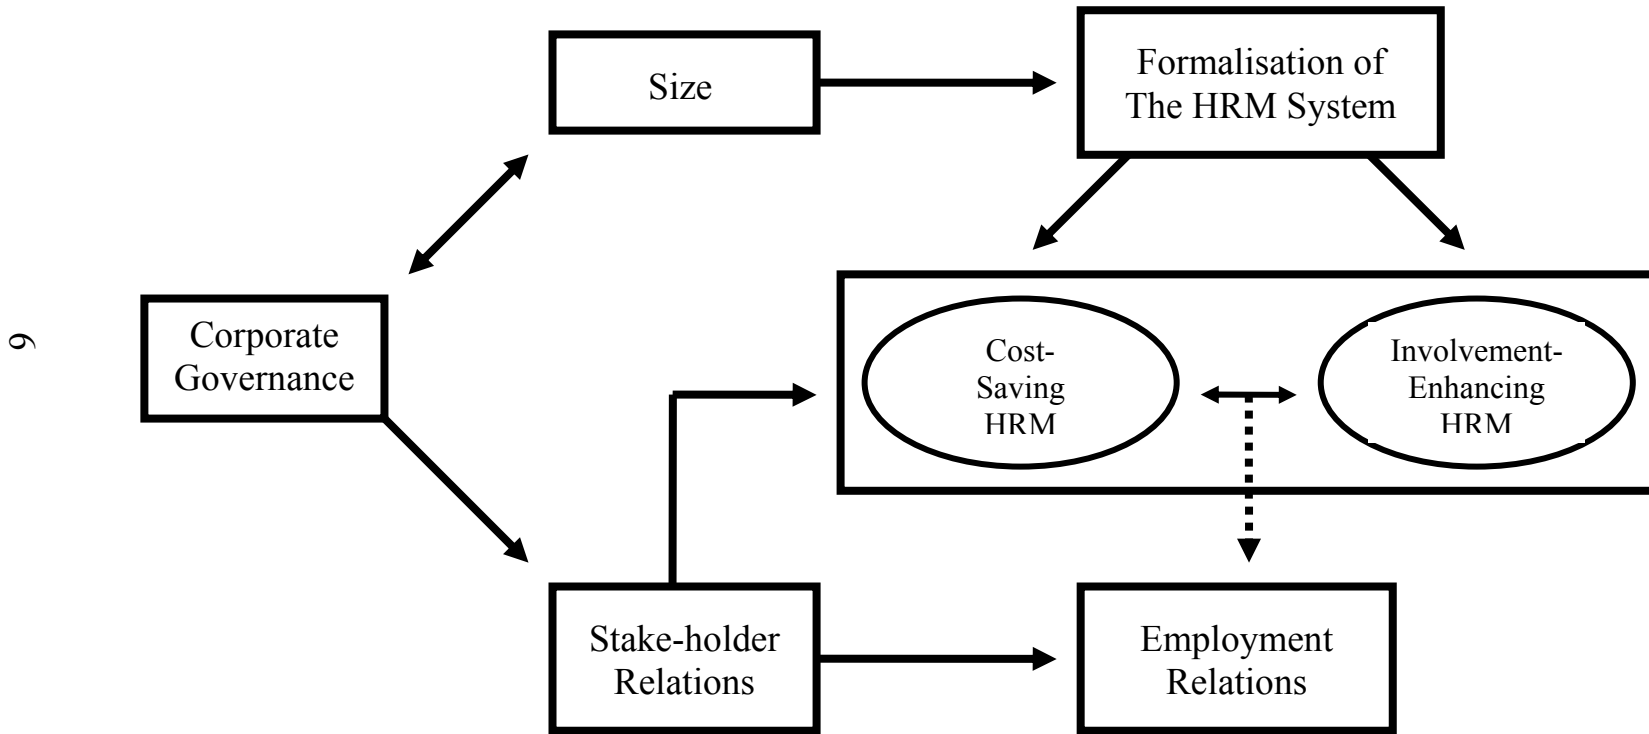 Size
Formalisation of
The HRM System
Corporate
Governance
Cost-
Saving
HRM
Involvement-
Enhancing
HRM
Stake-holder
Relations
Employment
Relations
9